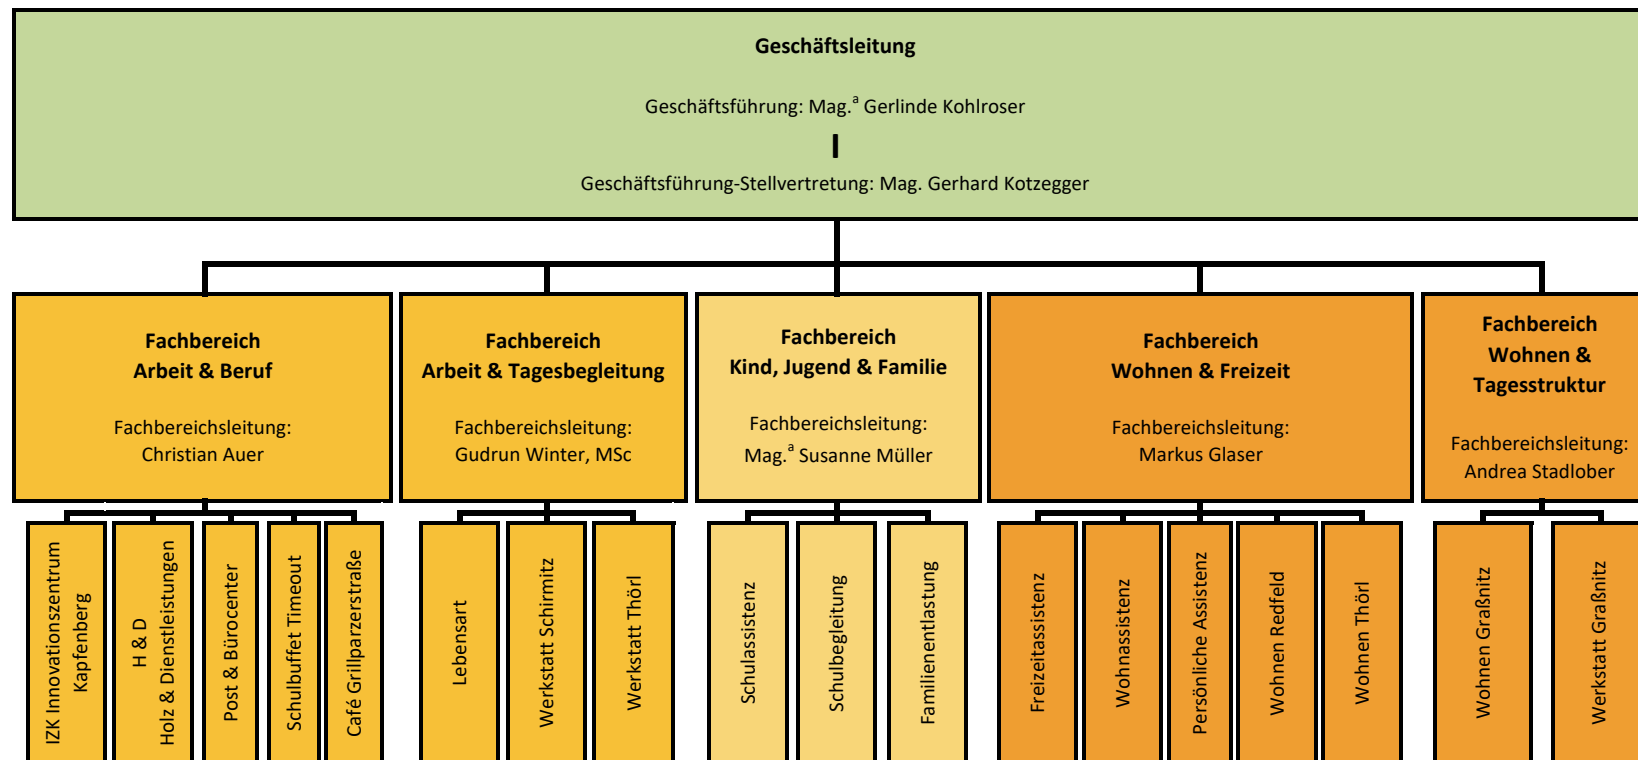 Geschäftsleitung
Geschäftsführung: Mag.ª Gerlinde Kohlroser
Geschäftsführung-Stellvertretung: Mag. Gerhard Kotzegger
Fachbereich
Arbeit & Beruf
Fachbereichsleitung:
Christian Auer
Fachbereich
Arbeit & Tagesbegleitung
Fachbereichsleitung:
Gudrun Winter, MSc
Fachbereich
Kind, Jugend & Familie
Fachbereichsleitung:
Mag.ª Susanne Müller
Fachbereich
Wohnen & Freizeit
Fachbereichsleitung:
Markus Glaser
Fachbereich
Wohnen &
Tagesstruktur
Fachbereichsleitung:
Andrea Stadlober
IZK Innovationszentrum
Kapfenberg
H & D
Holz & Dienstleistungen
Post & Bürocenter
Schulbuffet Timeout
Café Grillparzerstraße
Lebensart
Werkstatt Schirmitz
Werkstatt Thörl
Schulassistenz
Schulbegleitung
Familienentlastung
Freizeitassistenz
Wohnassistenz
Persönliche Assistenz
Wohnen Redfeld
Wohnen Thörl
Wohnen Graßnitz
Werkstatt Graßnitz